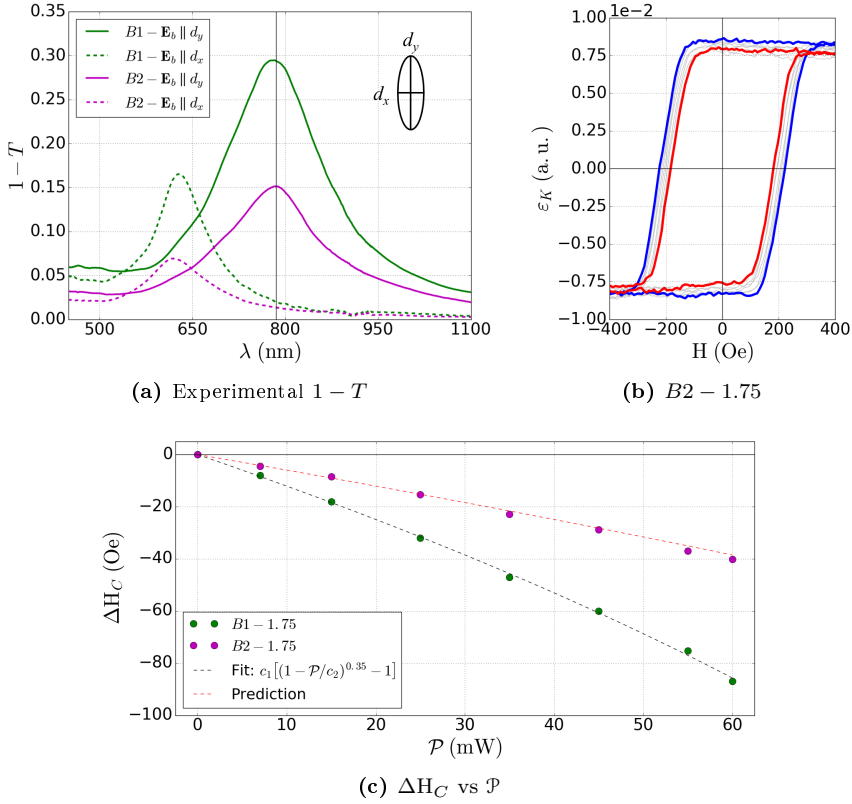 0.35
0.30
0.25
0.20
0.15
0.10
0.05
0.00
1 − T
B1 − E_b ∥ d_y
B1 − E_b ∥ d_x
B2 − E_b ∥ d_y
B2 − E_b ∥ d_x
d_y
d_x
500 650 800 950 1100
λ (nm)
(a) Experimental 1 − T
1.00 1e−2
0.75
0.50
0.25
0.00
−0.25
−0.50
−0.75
−1.00
ε_K (a. u. )
−400 −200 0 200 400
H (Oe)
(b) B2 − 1.75
0
−20
−40
−60
−80
−100
ΔH_C (Oe)
B1 − 1.75
B2 − 1.75
Fit: c₁[(1 − 𝒫/c₂)^0.35 − 1]
Prediction
0 10 20 30 40 50 60
𝒫 (mW)
(c) ΔH_C vs 𝒫